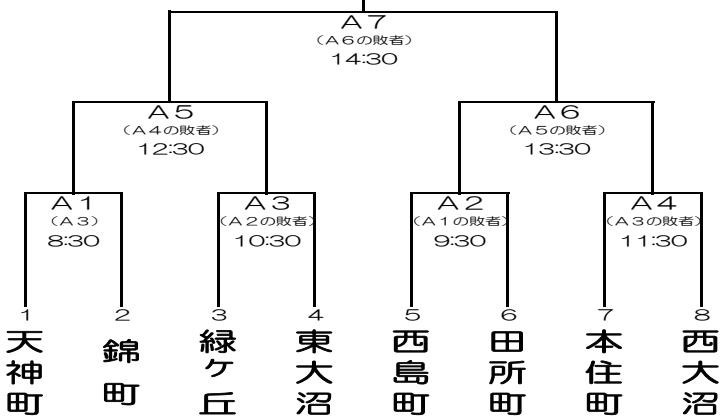 A7
(A6の敗者)
14:30
A5
(A4の敗者)
12:30
A6
(A5の敗者)
13:30
A1
(A3)
8:30
A3
(A2の敗者)
10:30
A2
(A1の敗者)
9:30
A4
(A3の敗者)
11:30
1
天神町
2
錦町
3
緑ヶ丘
4
東大沼
5
西島町
6
田所町
7
本住町
8
西大沼